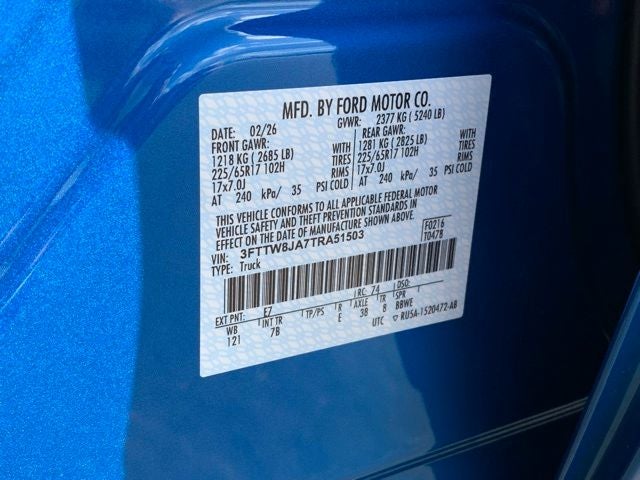 MFD. BY FORD MOTOR CO.
DATE: 02/26 GVWR: 2377 KG ( 5240 LB)
FRONT GAWR: REAR GAWR:
1218 KG ( 2685 LB) WITH 1281 KG ( 2825 LB) WITH
225/65R17 102H TIRES 225/65R17 102H TIRES
17x7.0J RIMS 17x7.0J RIMS
AT 240 kPa/ 35 PSI COLD AT 240 kPa/ 35 PSI COLD
THIS VEHICLE CONFORMS TO ALL APPLICABLE FEDERAL MOTOR
VEHICLE SAFETY AND THEFT PREVENTION STANDARDS IN
EFFECT ON THE DATE OF MANUFACTURE SHOWN ABOVE.
VIN: 3FTTW8JA7TRA51503 F0216
TYPE: Truck T0478
EXT PNT: E7 RC: 74 DSO:
WB INT TR TP/PS R AXLE TR SPR
121 7B E 38 8 BBWE
UTC ▽ RU5A-1520472-AB